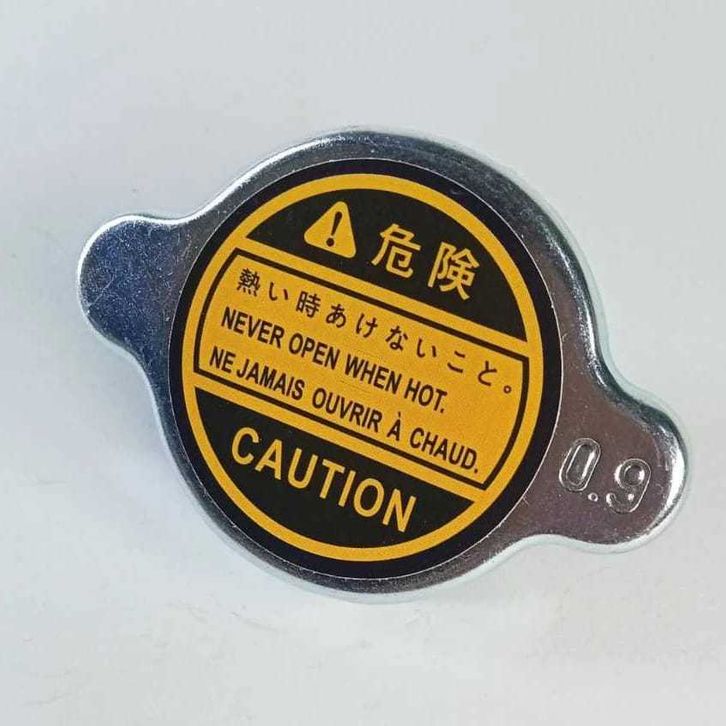 危険
熱い時あけないこと。
NEVER OPEN WHEN HOT.
NE JAMAIS OUVRIR À CHAUD.
CAUTION
0.9